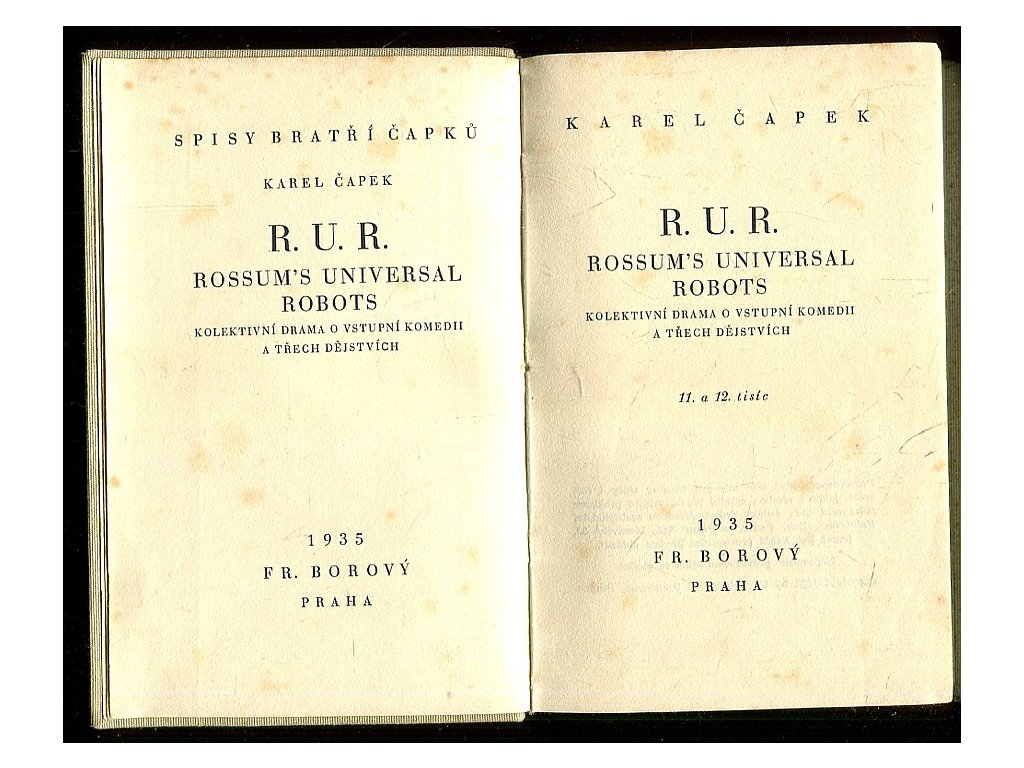 SPISY BRATŘÍ ČAPKŮ
KAREL ČAPEK
R. U. R.
ROSSUM'S UNIVERSAL
ROBOTS
KOLEKTIVNÍ DRAMA O VSTUPNÍ KOMEDII
A TŘECH DĚJSTVÍCH
1935
FR. BOROVÝ
PRAHA
KAREL ČAPEK
R. U. R.
ROSSUM'S UNIVERSAL
ROBOTS
KOLEKTIVNÍ DRAMA O VSTUPNÍ KOMEDII
A TŘECH DĚJSTVÍCH
11. a 12. tisíc
1935
FR. BOROVÝ
PRAHA